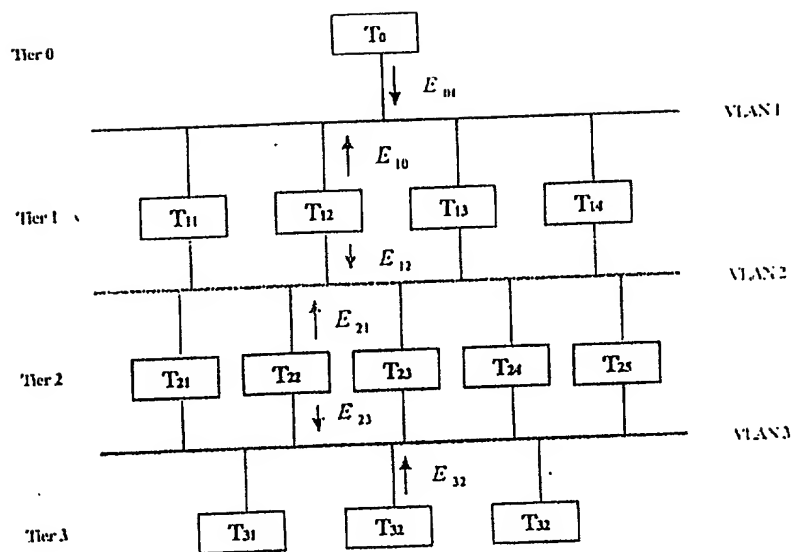 Tier 0
T0
E01
VLAN 1
E10
Tier 1
T11
T12
T13
T14
E12
VLAN 2
E21
Tier 2
T21
T22
T23
T24
T25
E23
VLAN 3
E32
Tier 3
T31
T32
T32